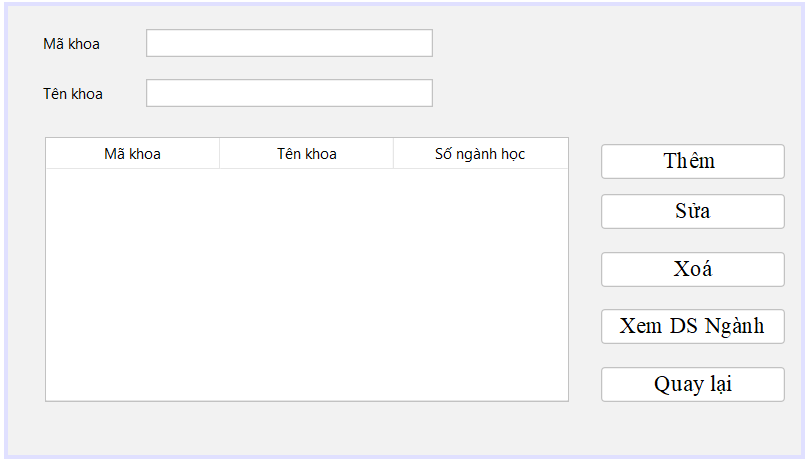 Mã khoa
Tên khoa
Mã khoa Tên khoa Số ngành học
Thêm
Sửa
Xoá
Xem DS Ngành
Quay lại